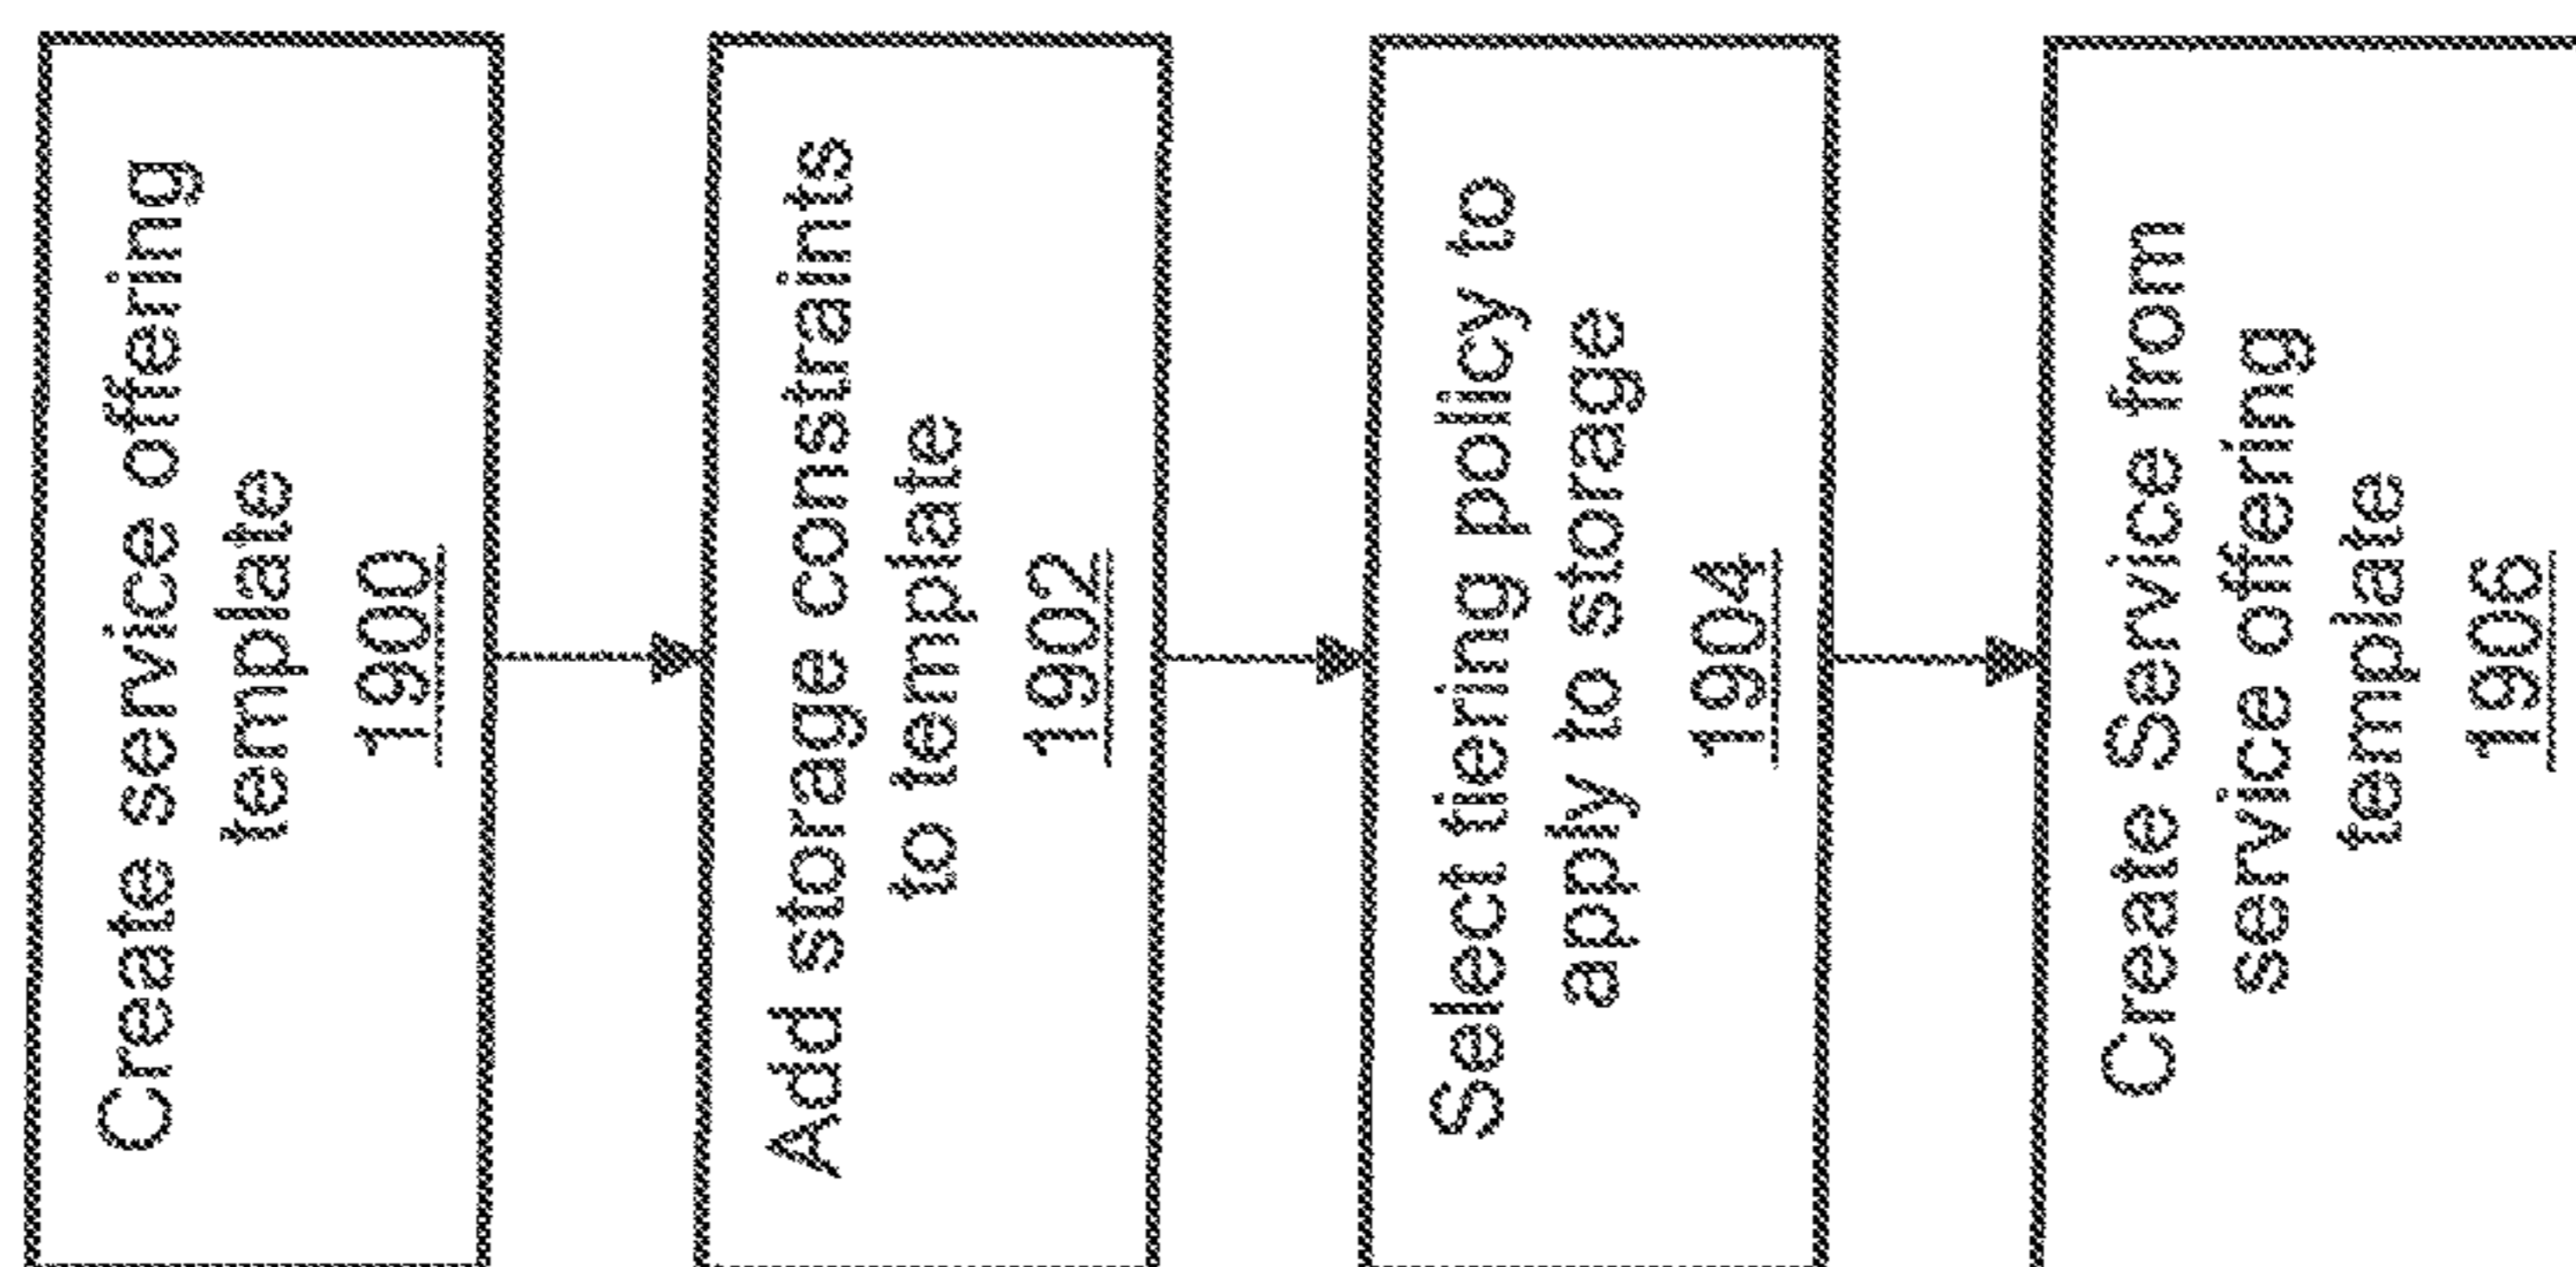 Create service offering
template
1900
Add storage constraints
to template
1902
Select tiering policy to
apply to storage
1904
Create Service from
service offering
template
1906